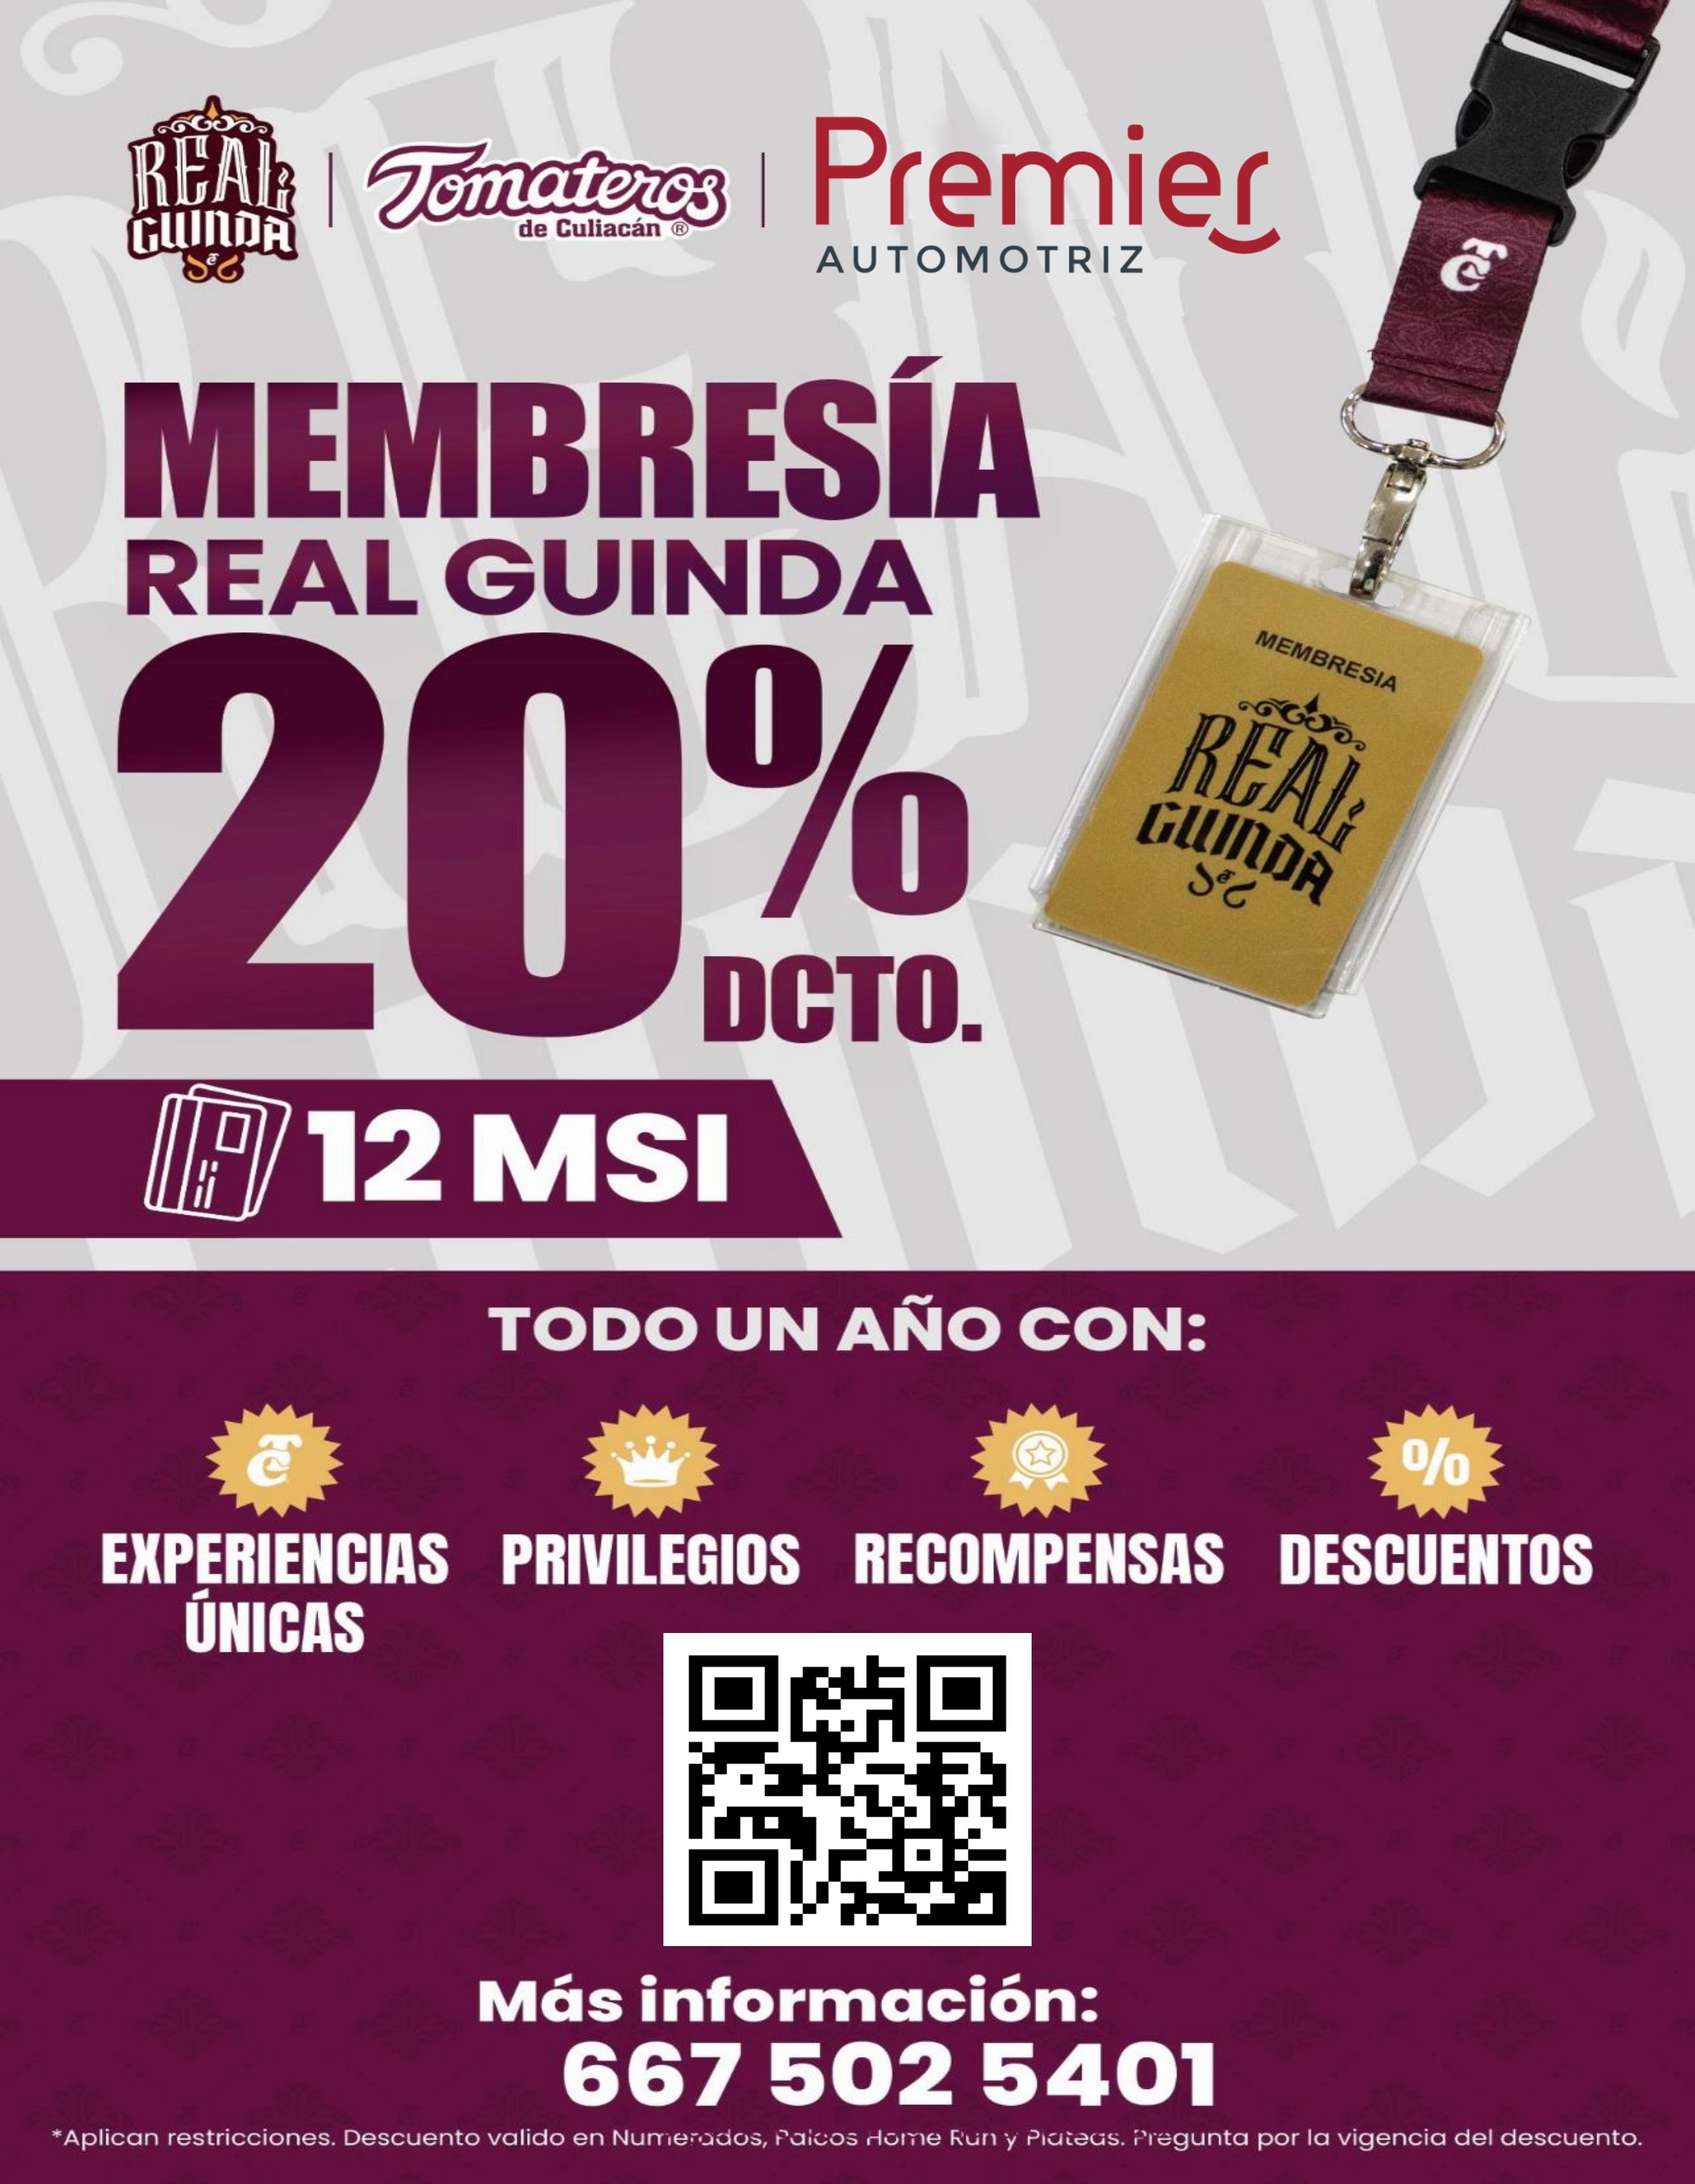 REAL GUINDA
Tomateros
de Culiacán ®
Premier
AUTOMOTRIZ
MEMBRESÍA
REAL GUINDA
20%
DCTO.
MEMBRESIA
REAL
GUINDA
12 MSI
TODO UN AÑO CON:
EXPERIENCIAS ÚNICAS
PRIVILEGIOS
RECOMPENSAS
% DESCUENTOS
Más información:
667 502 5401
*Aplican restricciones. Descuento valido en Numerados, Palcos Home Run y Plateas. Pregunta por la vigencia del descuento.